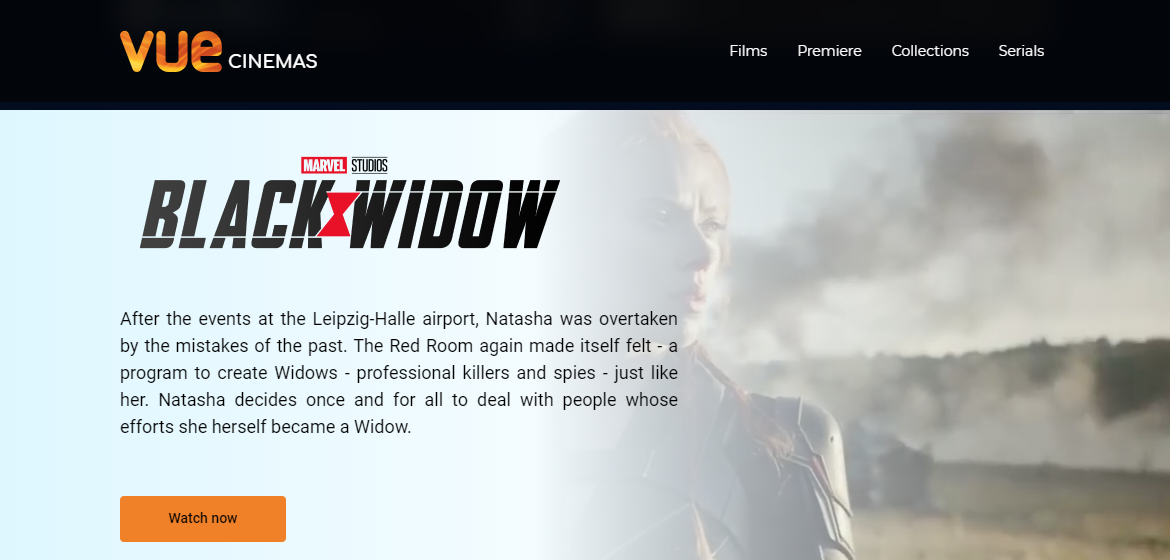 vue CINEMAS
Films Premiere Collections Serials
MARVEL STUDIOS
BLACK WIDOW
After the events at the Leipzig-Halle airport, Natasha was overtaken
by the mistakes of the past. The Red Room again made itself felt - a
program to create Widows - professional killers and spies - just like
her. Natasha decides once and for all to deal with people whose
efforts she herself became a Widow.
Watch now